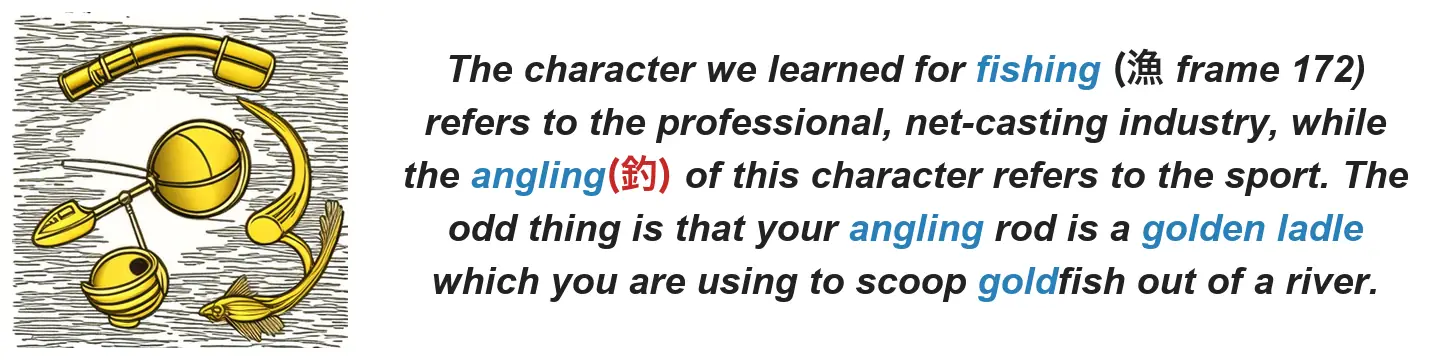 The character we learned for fishing (漁 frame 172)
refers to the professional, net-casting industry, while
the angling(釣) of this character refers to the sport. The
odd thing is that your angling rod is a golden ladle
which you are using to scoop goldfish out of a river.